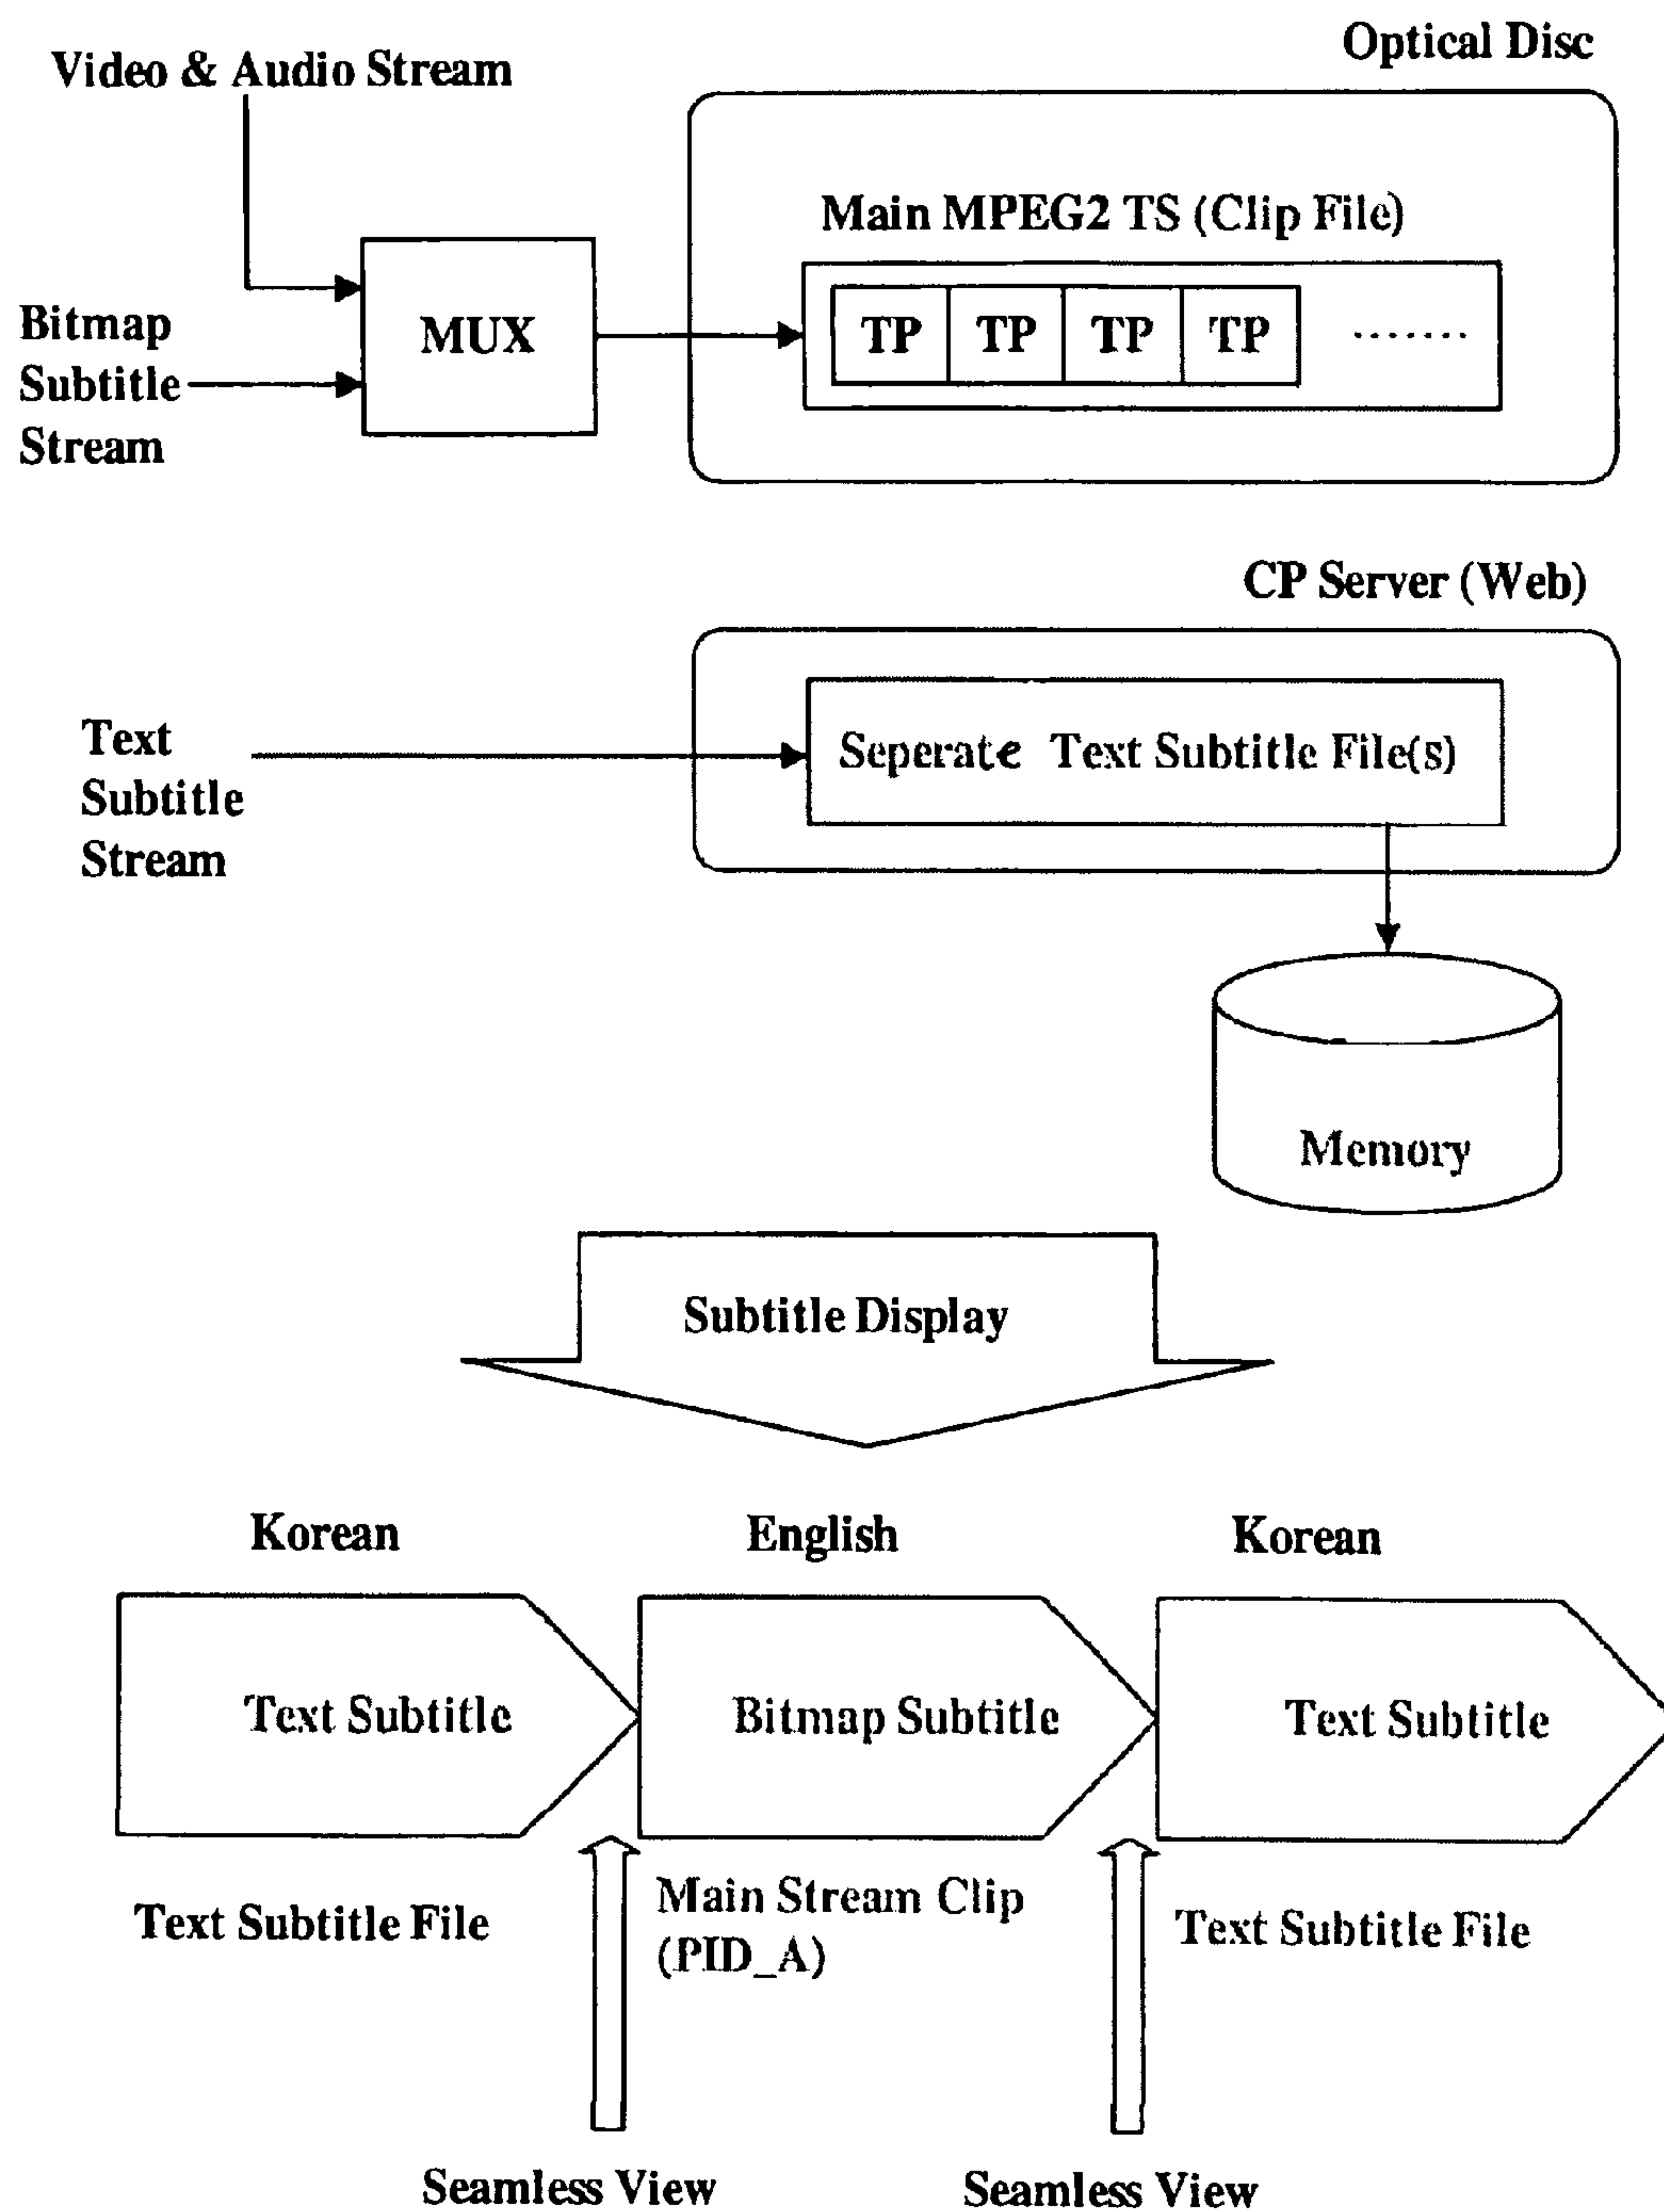 Optical Disc
Video & Audio Stream
Main MPEG2 TS (Clip File)
Bitmap
Subtitle
Stream
MUX
TP TP TP TP .......
CP Server (Web)
Text
Subtitle
Stream
Seperate Text Subtitle File(s)
Memory
Subtitle Display
Korean English Korean
Text Subtitle Bitmap Subtitle Text Subtitle
Text Subtitle File
Main Stream Clip
(PID_A)
Text Subtitle File
Seamless View Seamless View